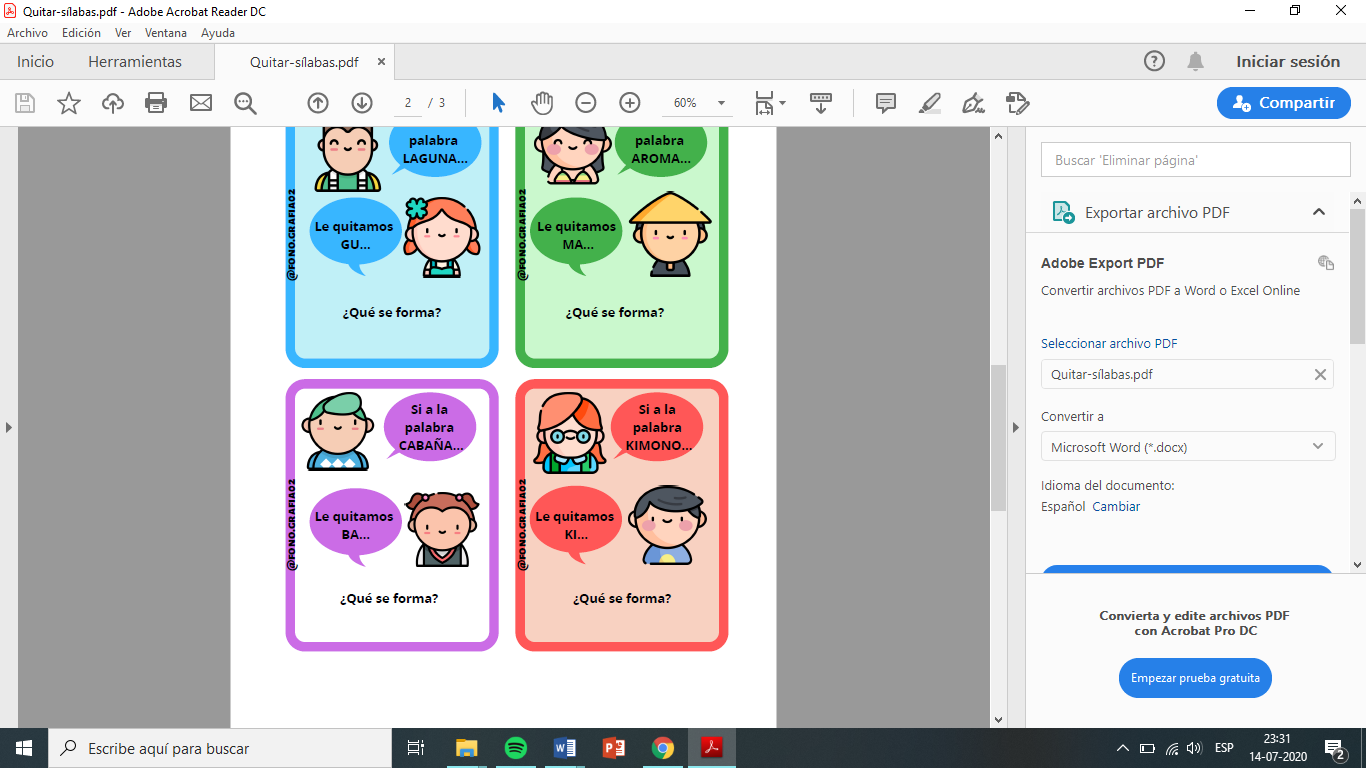 Quitar-sílabas.pdf - Adobe Acrobat Reader DC
Archivo Edición Ver Ventana Ayuda
Inicio Herramientas Quitar-sílabas.pdf × Iniciar sesión
2 / 3 60% Compartir
palabra
LAGUNA...
Le quitamos
GU...
@FONO.GRAFIA02
¿Qué se forma?
palabra
AROMA...
Le quitamos
MA...
@FONO.GRAFIA02
¿Qué se forma?
Si a la
palabra
CABAÑA...
Le quitamos
BA...
@FONO.GRAFIA02
¿Qué se forma?
Si a la
palabra
KIMONO...
Le quitamos
KI...
@FONO.GRAFIA02
¿Qué se forma?
Buscar 'Eliminar página'
Exportar archivo PDF
Adobe Export PDF
Convertir archivos PDF a Word o Excel Online
Seleccionar archivo PDF
Quitar-sílabas.pdf
Convertir a
Microsoft Word (*.docx)
Idioma del documento:
Español Cambiar
Convierta y edite archivos PDF
con Acrobat Pro DC
Empezar prueba gratuita
Escribe aquí para buscar
ESP
23:31
14-07-2020
2